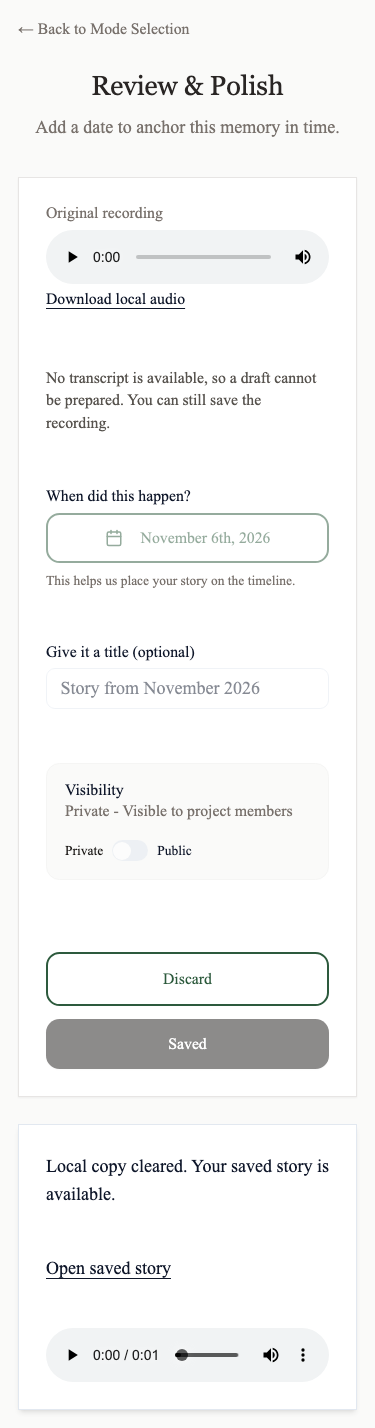 ← Back to Mode Selection
Review & Polish
Add a date to anchor this memory in time.
Original recording
0:00
Download local audio
No transcript is available, so a draft cannot
be prepared. You can still save the
recording.
When did this happen?
November 6th, 2026
This helps us place your story on the timeline.
Give it a title (optional)
Story from November 2026
Visibility
Private - Visible to project members
Private Public
Discard
Saved
Local copy cleared. Your saved story is
available.
Open saved story
0:00 / 0:01